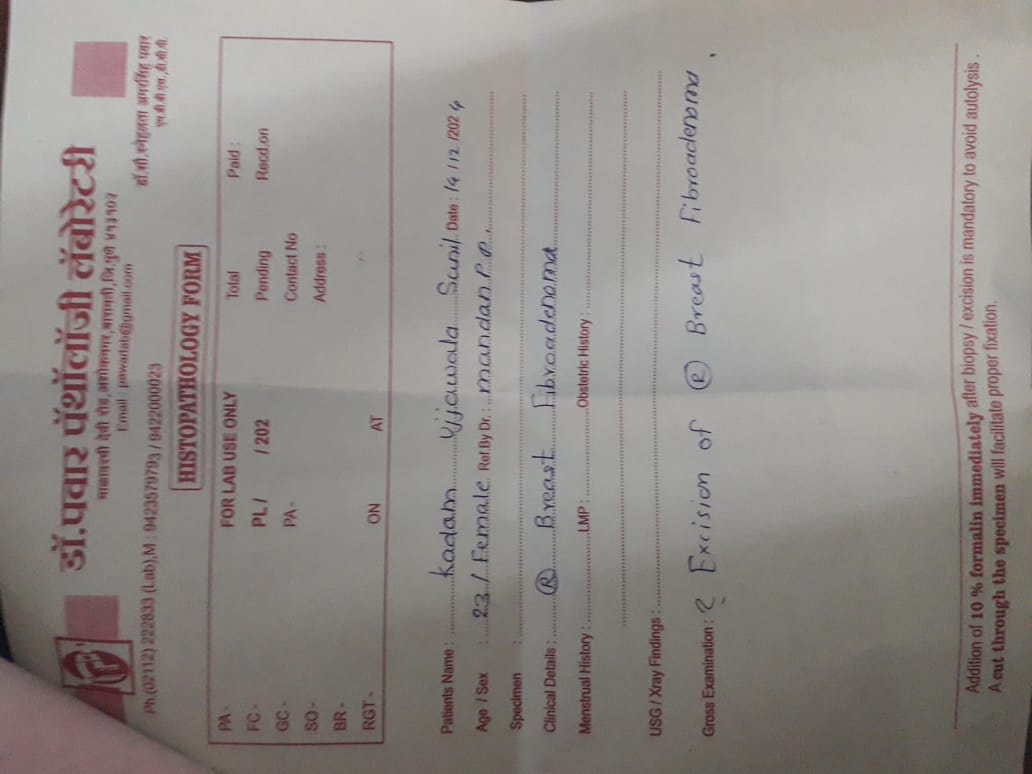 डॉ.पवार पॅथॉलॉजी लॅबोरेटरी
Email : pawarlab@gmail.com
Ph.(02112) 222833 (Lab),M : 9423579793 / 9422000023
HISTOPATHOLOGY FORM
PA - FOR LAB USE ONLY Total Paid :
FC - PL / / 202 Pending Recd.on
GC - PA - Contact No
SO - Address :
BR -
RGT - ON AT
Patients Name : Kadam Ujjawala Sunil Date : 19/12/2024
Age / Sex : 23 / Female Ref.By Dr. :
Specimen :
Clinical Details : (R) Breast Fibroadenoma
Menstrual History : LMP : Obstetric History :
USG / Xray Findings :
Gross Examination : Excision of (R) Breast Fibroadenoma
Addition of 10 % formalin immediately after biopsy / excision is mandatory to avoid autolysis .
A cut through the specimen will facilitate proper fixation.